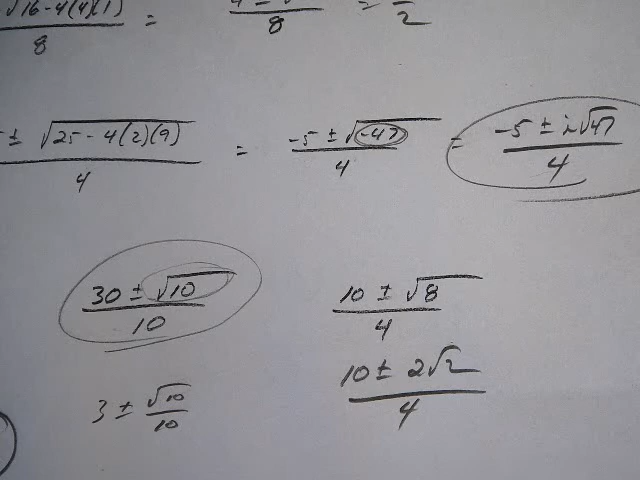 √16-4(4)(1) / 8 =
/ 8 = / 2
± √25-4(2)(9) / 4 = -5 ± √-47 / 4 = -5 ± i√47 / 4
30 ± √10 / 10
10 ± √8 / 4
3 ± √10 / 10
10 ± 2√2 / 4